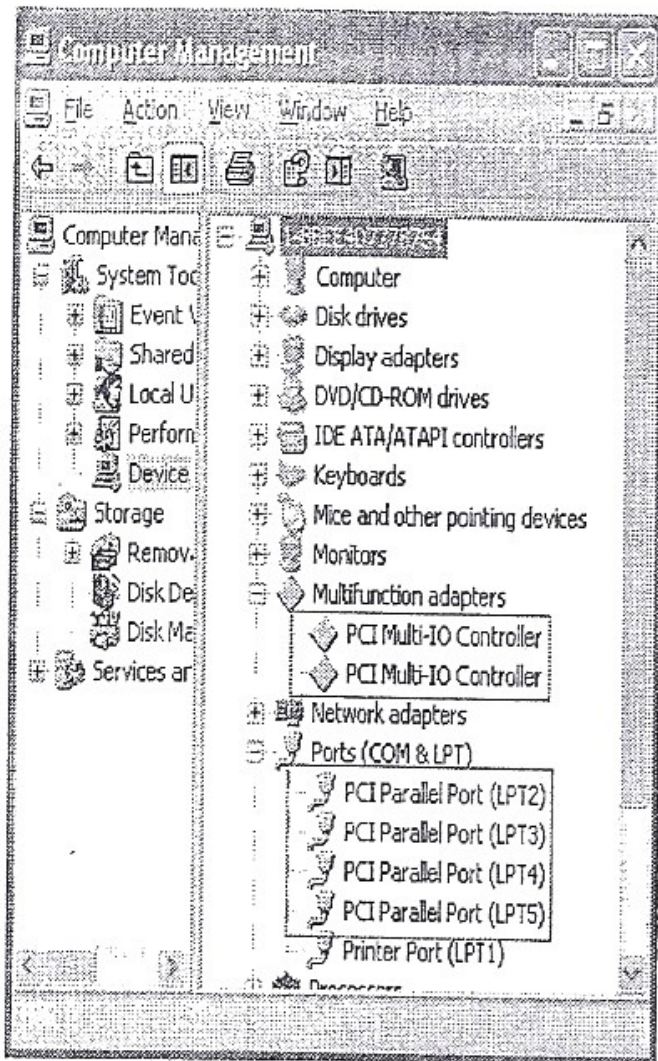 Computer Management
File Action View Window Help
Computer Mana
System Too
Event V
Shared
Local U
Perform
Device
Storage
Remov
Disk De
Disk Ma
Services ar
Computer
Disk drives
Display adapters
DVD/CD-ROM drives
IDE ATA/ATAPI controllers
Keyboards
Mice and other pointing devices
Monitors
Multifunction adapters
PCI Multi-IO Controller
PCI Multi-IO Controller
Network adapters
Ports (COM & LPT)
PCI Parallel Port (LPT2)
PCI Parallel Port (LPT3)
PCI Parallel Port (LPT4)
PCI Parallel Port (LPT5)
Printer Port (LPT1)
Processors